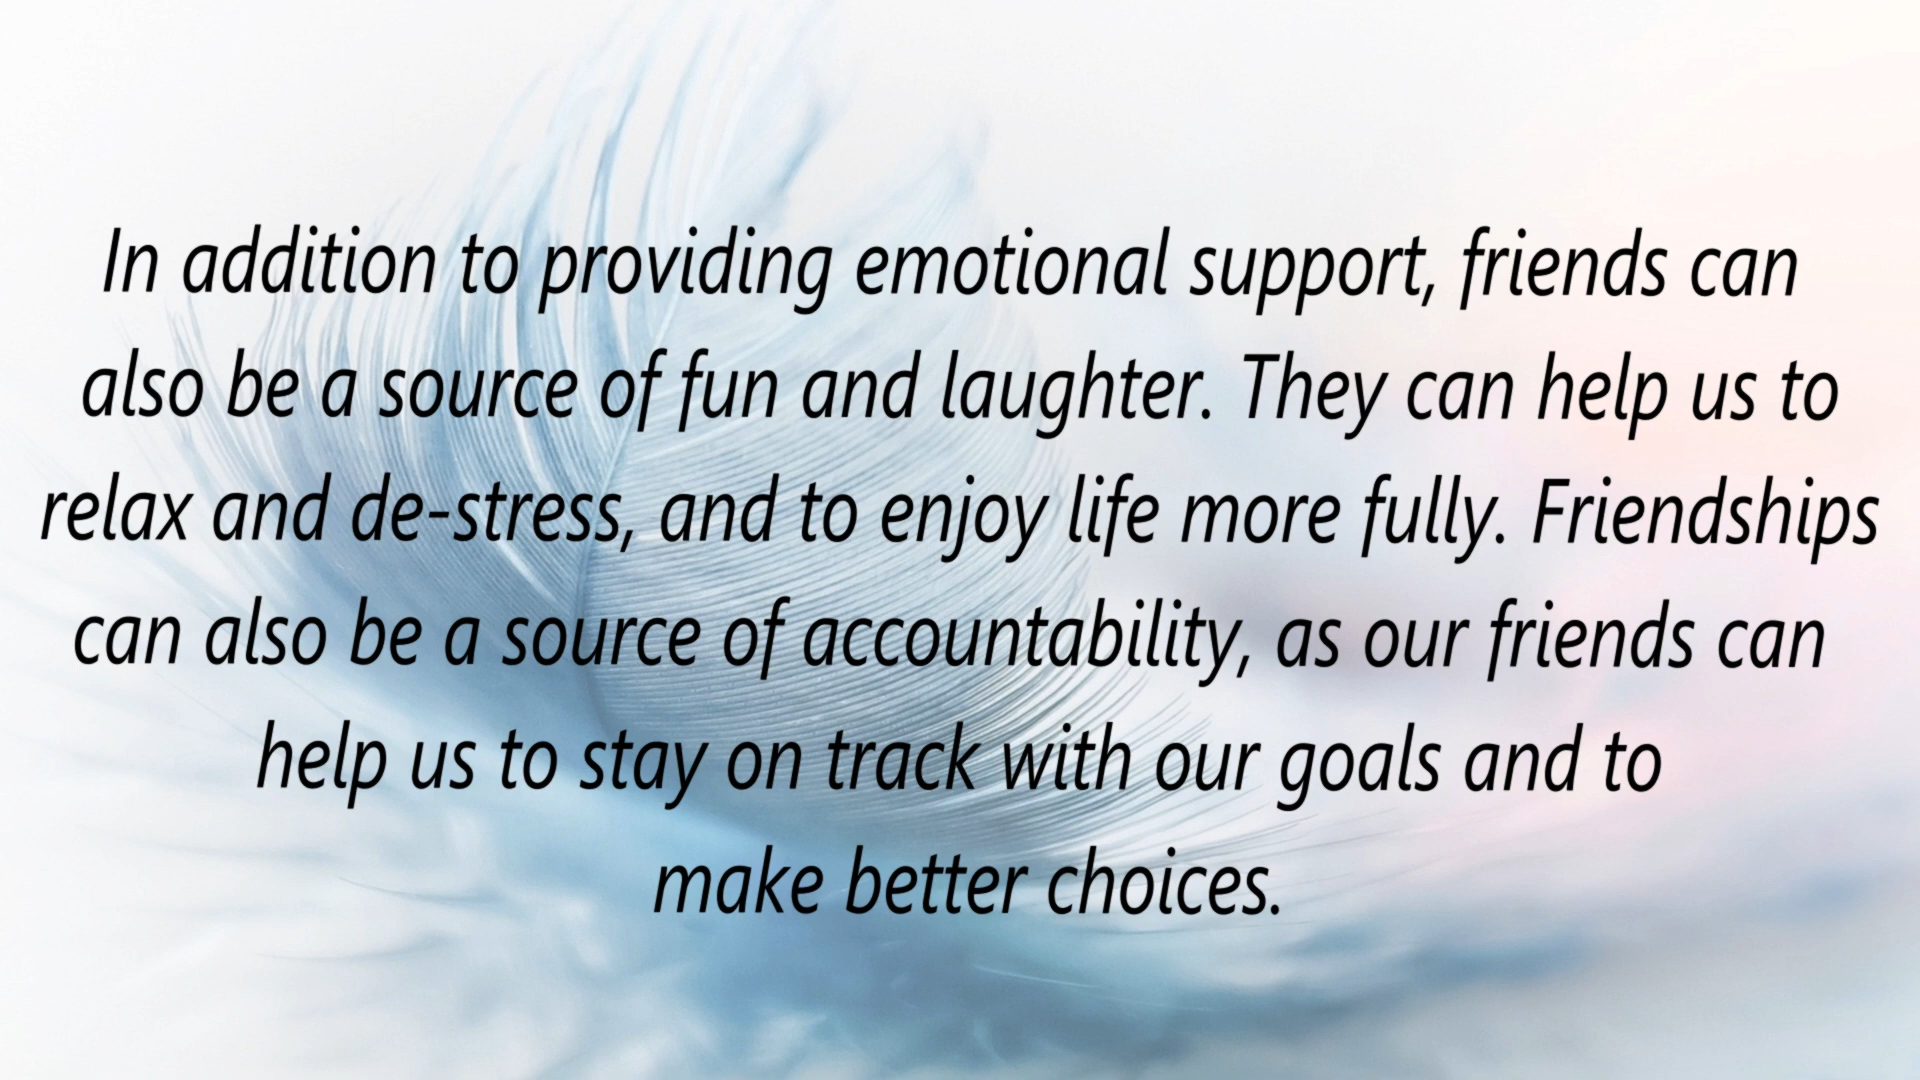 In addition to providing emotional support, friends can
also be a source of fun and laughter. They can help us to
relax and de-stress, and to enjoy life more fully. Friendships
can also be a source of accountability, as our friends can
help us to stay on track with our goals and to
make better choices.